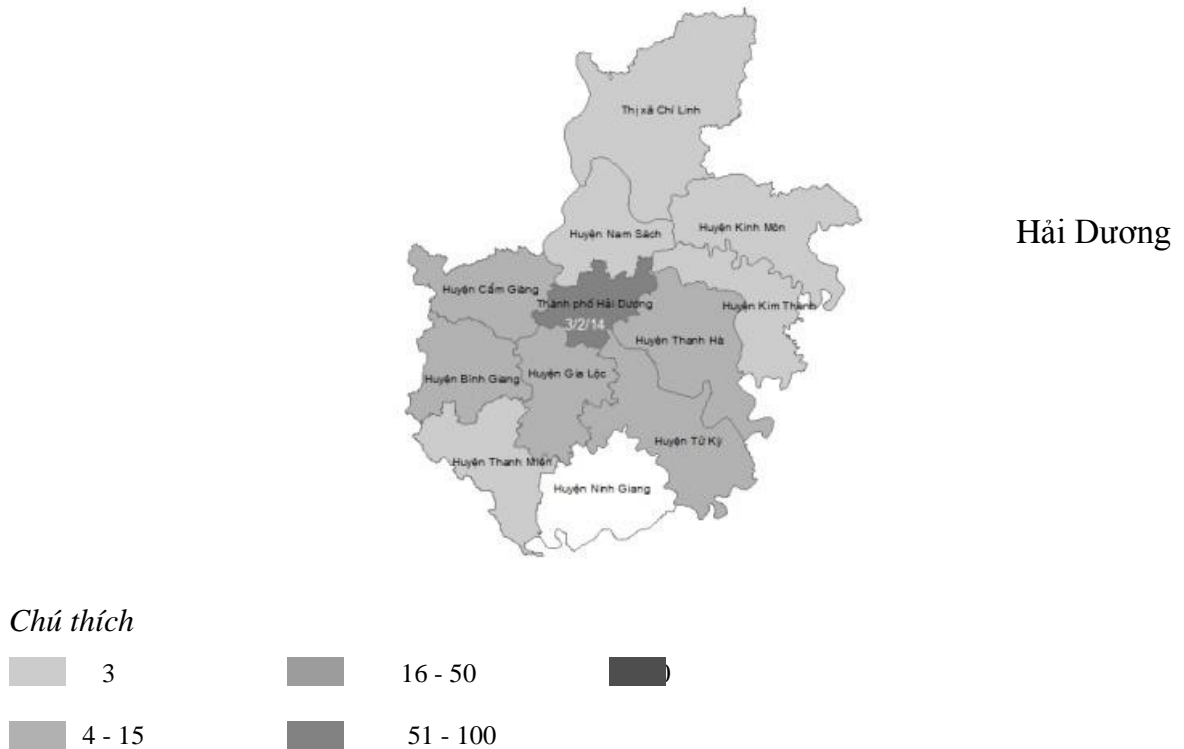 Thị xã Chí Linh
Huyện Nam Sách
Huyện Kinh Môn
Hải Dương
Huyện Cẩm Giàng
Thành phố Hải Dương
Huyện Kim Thành
3/2/14
Huyện Thanh Hà
Huyện Bình Giang
Huyện Gia Lộc
Huyện Tứ Kỳ
Huyện Thanh Miện
Huyện Ninh Giang
Chú thích
3
16 - 50
4 - 15
51 - 100